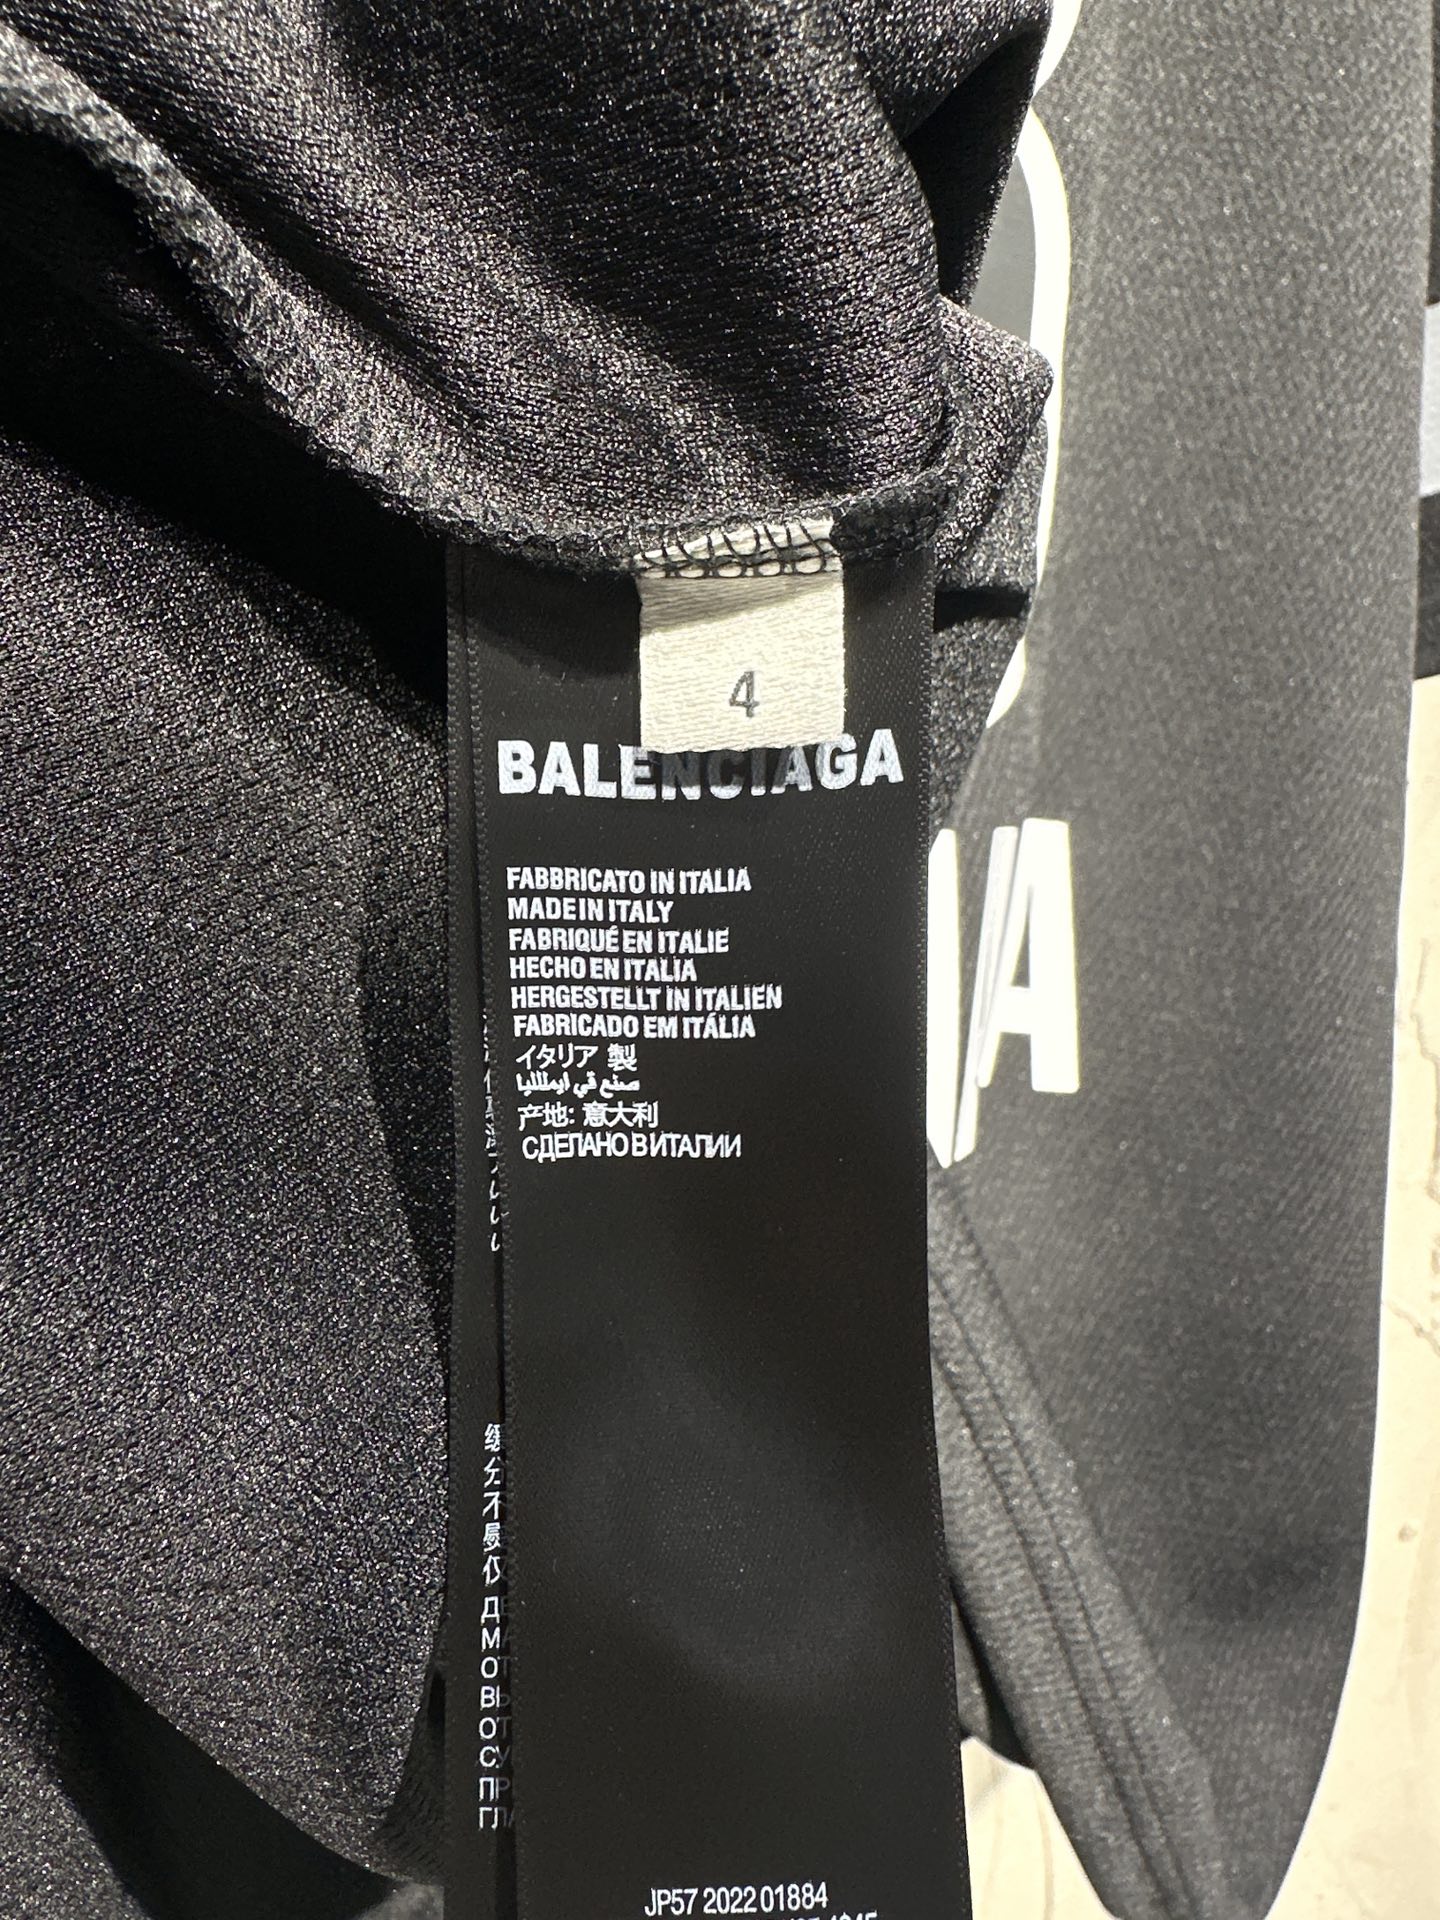 4
BALENCIAGA
FABBRICATO IN ITALIA
MADE IN ITALY
FABRIQUÉ EN ITALIE
HECHO EN ITALIA
HERGESTELLT IN ITALIEN
FABRICADO EM ITÁLIA
イタリア 製
صنع في ايطاليا
产地: 意大利
СДЕЛАНО В ИТАЛИИ
JP57 2022 01884